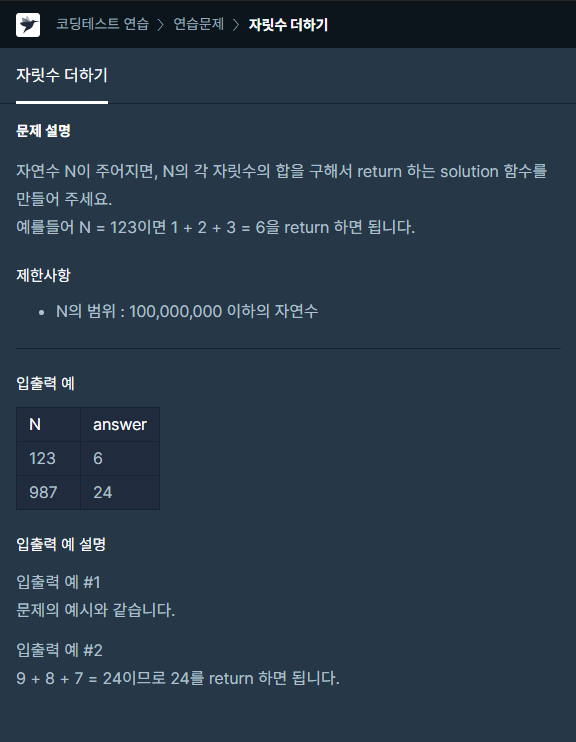 코딩테스트 연습 > 연습문제 > 자릿수 더하기
자릿수 더하기
문제 설명
자연수 N이 주어지면, N의 각 자릿수의 합을 구해서 return 하는 solution 함수를
만들어 주세요.
예를들어 N = 123이면 1 + 2 + 3 = 6을 return 하면 됩니다.
제한사항
• N의 범위 : 100,000,000 이하의 자연수
입출력 예
N answer
123 6
987 24
입출력 예 설명
입출력 예 #1
문제의 예시와 같습니다.
입출력 예 #2
9 + 8 + 7 = 24이므로 24를 return 하면 됩니다.